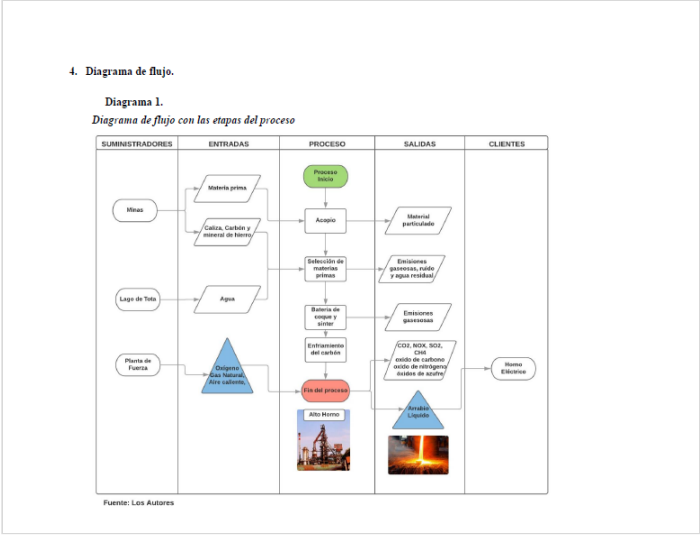 4. Diagrama de flujo.
Diagrama 1.
Diagrama de flujo con las etapas del proceso
SUMINISTRADORES
ENTRADAS
PROCESO
SALIDAS
CLIENTES
Proceso
Inicio
Materia prima
Minas
Acopio
Material
particulado
Caliza, Carbón y
mineral de hierro
Selección de
materias
primas
Emisiones
gaseosas, ruido
y agua residual
Lago de Tota
Agua
Batería de
coque y
sinter
Emisiones
gaseosas
Enfriamiento
del carbón
CO2, NOX, SO2,
CH4
oxido de carbono
oxido de nitrógeno
óxidos de azufre
Planta de
Fuerza
Oxígeno
Gas Natural,
Aire caliente,
Fin del proceso
Horno
Eléctrico
Alto Horno
Arrabio
Líquido
Fuente: Los Autores